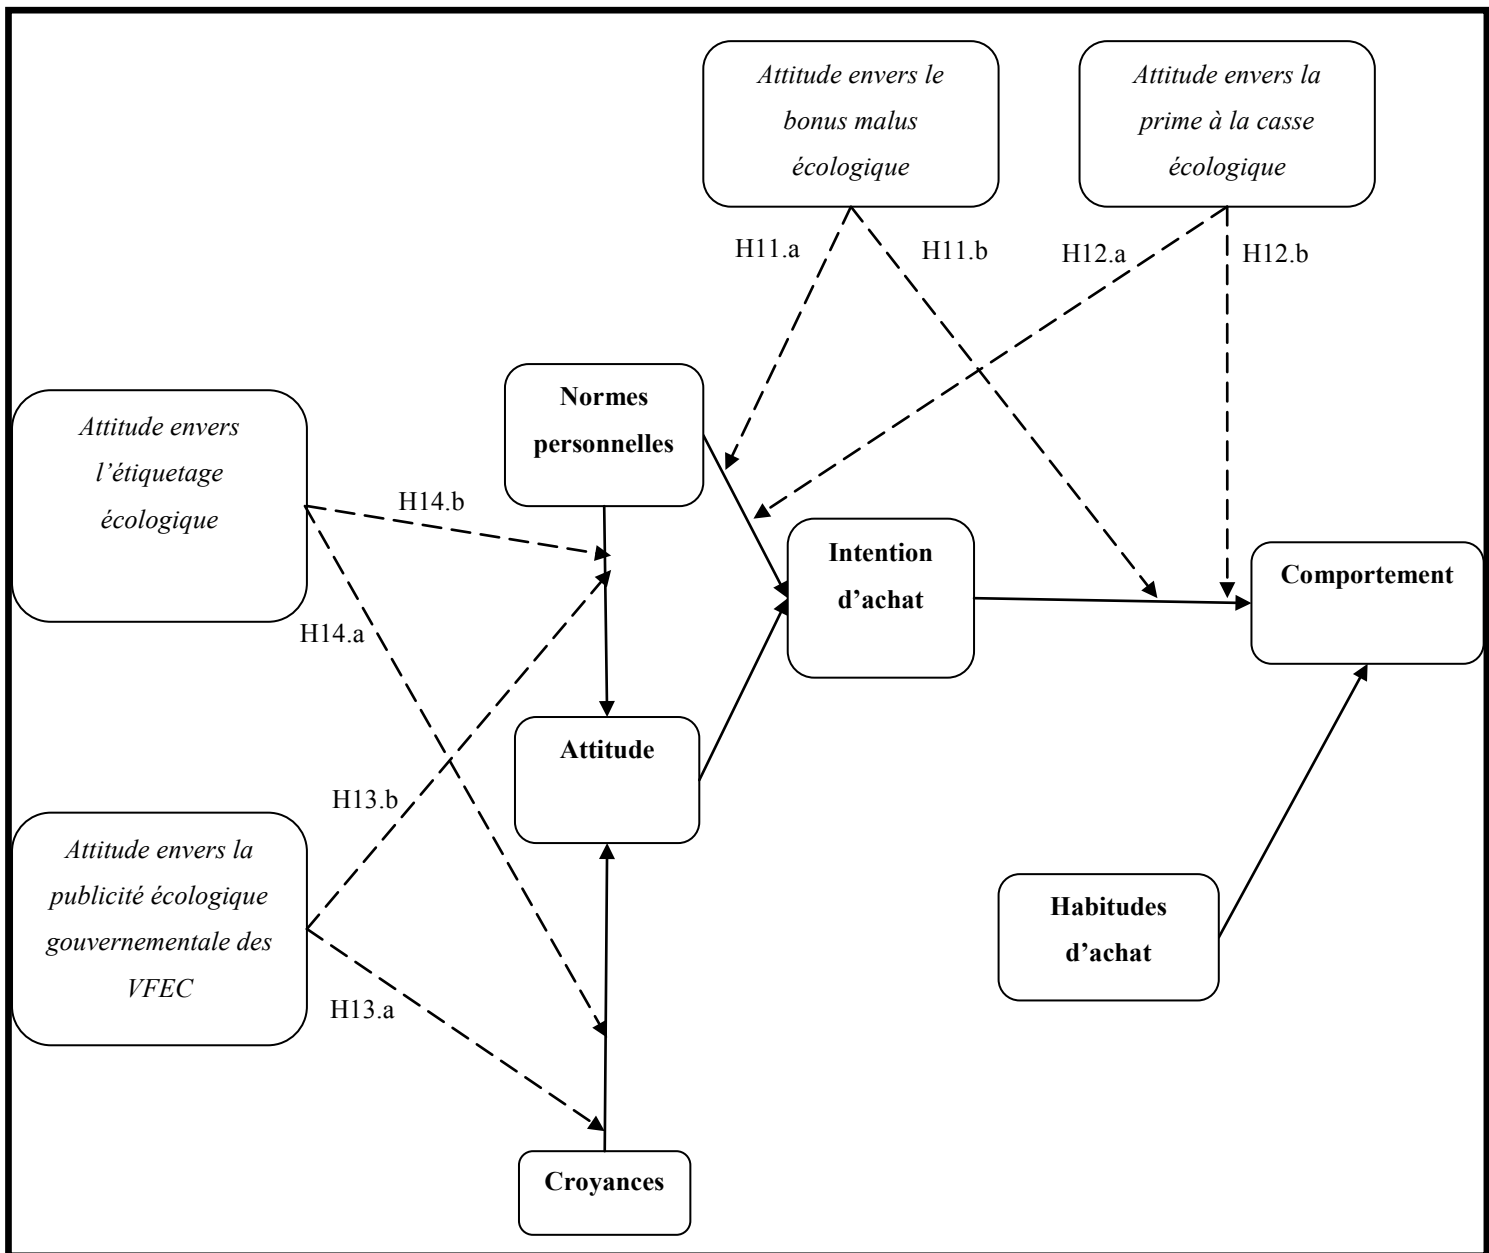 Attitude envers le
bonus malus
écologique
Attitude envers la
prime à la casse
écologique
H11.a
H11.b
H12.a
H12.b
Normes
personnelles
Attitude envers
l’étiquetage
écologique
H14.b
Intention
d’achat
Comportement
H14.a
Attitude
H13.b
Attitude envers la
publicité écologique
gouvernementale des
VFEC
Habitudes
d’achat
H13.a
Croyances